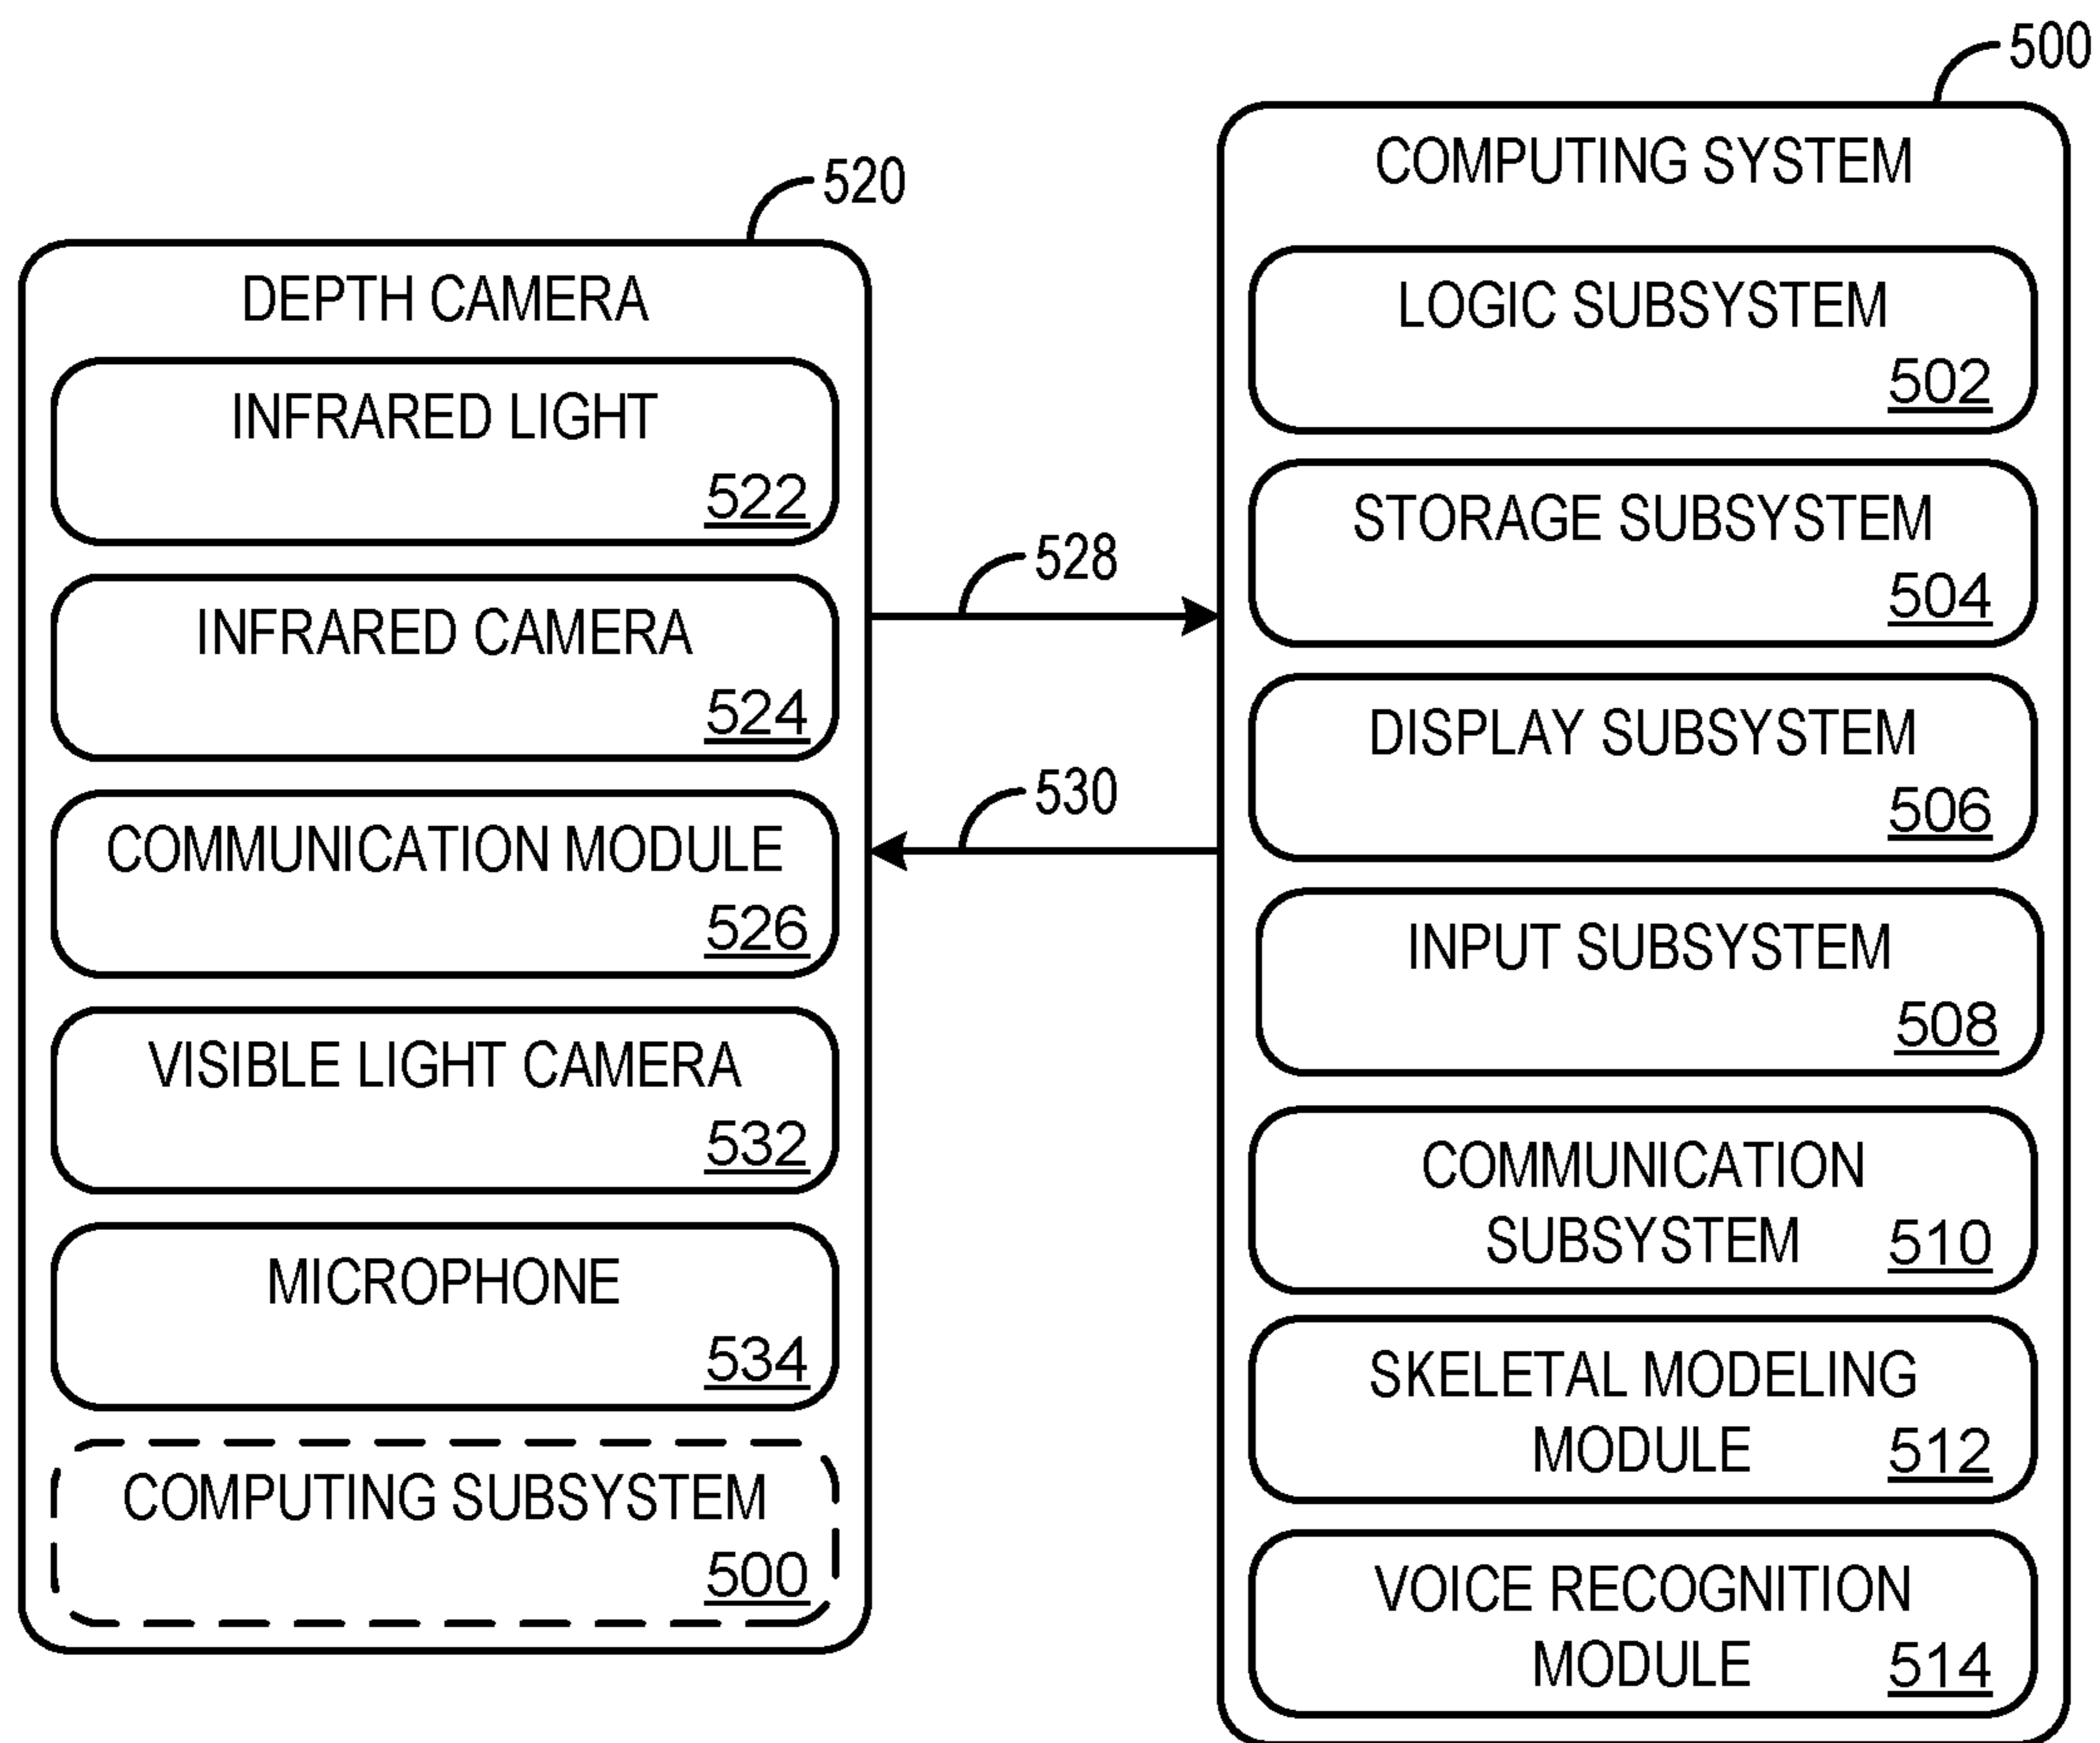 520
DEPTH CAMERA
INFRARED LIGHT
522
INFRARED CAMERA
524
COMMUNICATION MODULE
526
VISIBLE LIGHT CAMERA
532
MICROPHONE
534
COMPUTING SUBSYSTEM
500
528
530
500
COMPUTING SYSTEM
LOGIC SUBSYSTEM
502
STORAGE SUBSYSTEM
504
DISPLAY SUBSYSTEM
506
INPUT SUBSYSTEM
508
COMMUNICATION
SUBSYSTEM 510
SKELETAL MODELING
MODULE 512
VOICE RECOGNITION
MODULE 514